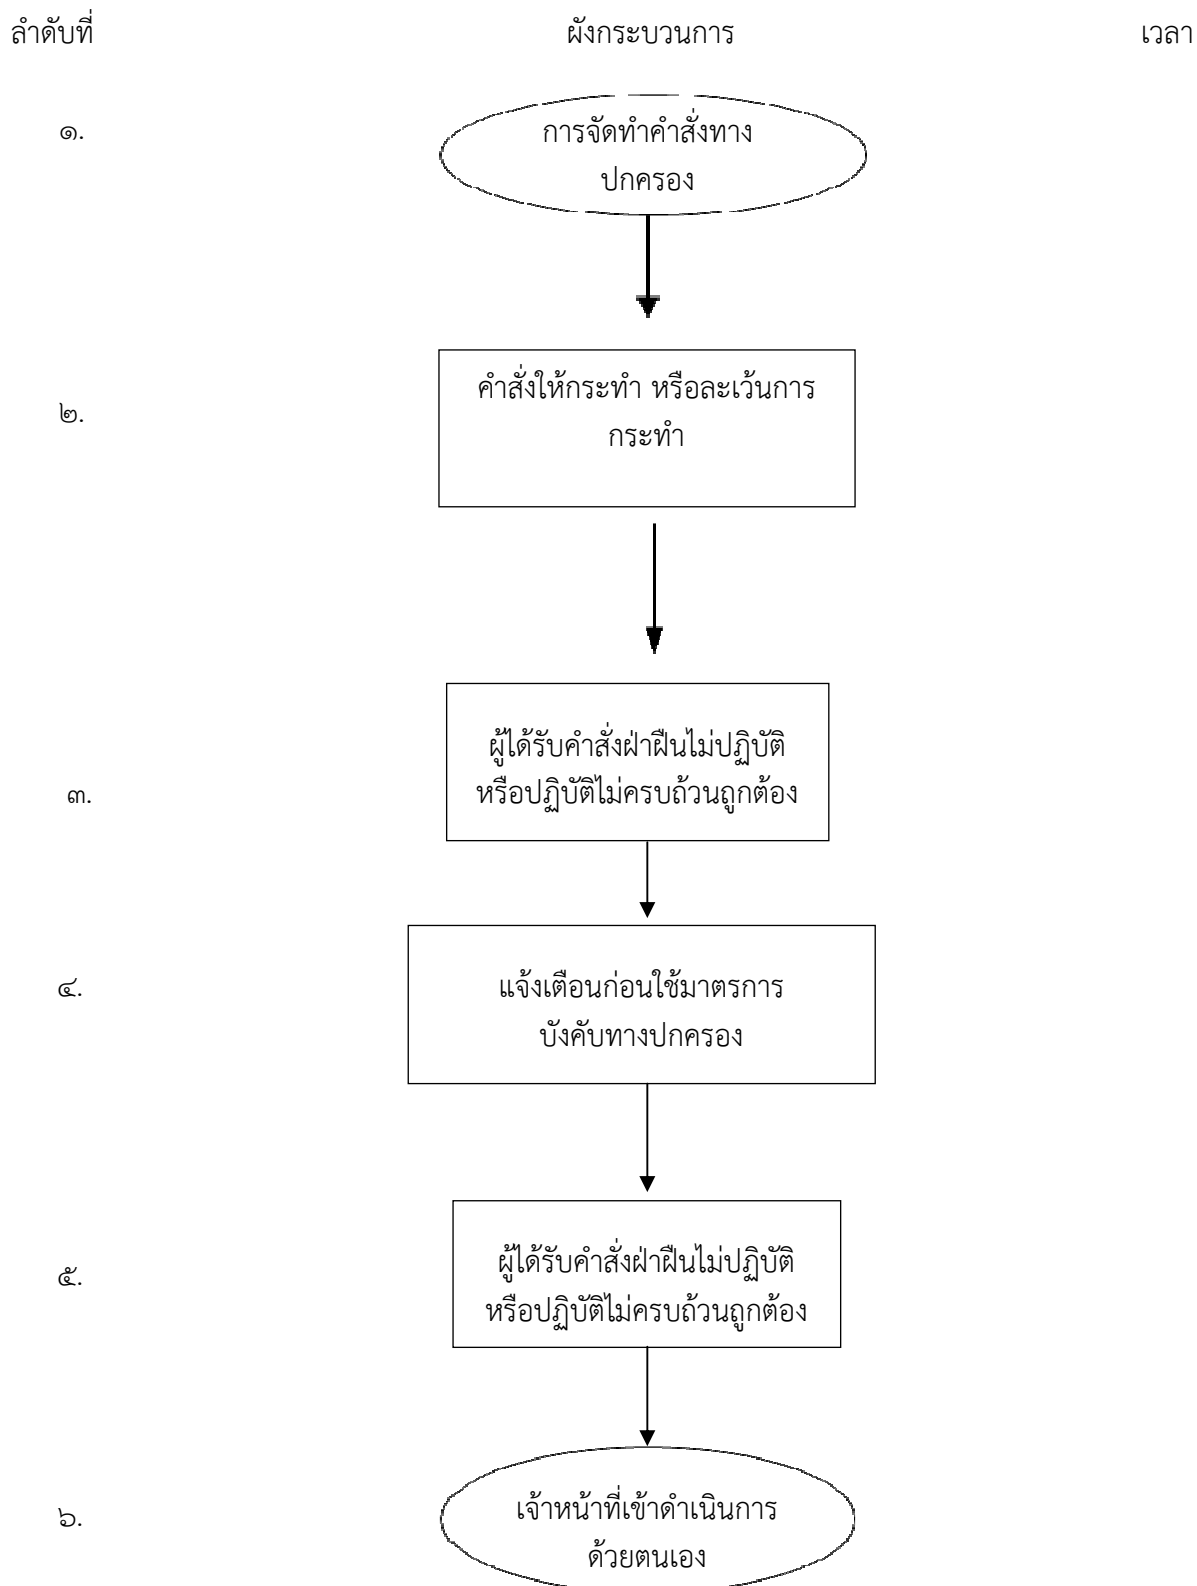 ลำดับที่ ผังกระบวนการ เวลา
๑.
การจัดทำคำสั่งทาง
ปกครอง
๒.
คำสั่งให้กระทำ หรือละเว้นการ
กระทำ
๓.
ผู้ได้รับคำสั่งฝ่าฝืนไม่ปฏิบัติ
หรือปฏิบัติไม่ครบถ้วนถูกต้อง
๔.
แจ้งเตือนก่อนใช้มาตรการ
บังคับทางปกครอง
๕.
ผู้ได้รับคำสั่งฝ่าฝืนไม่ปฏิบัติ
หรือปฏิบัติไม่ครบถ้วนถูกต้อง
๖.
เจ้าหน้าที่เข้าดำเนินการ
ด้วยตนเอง